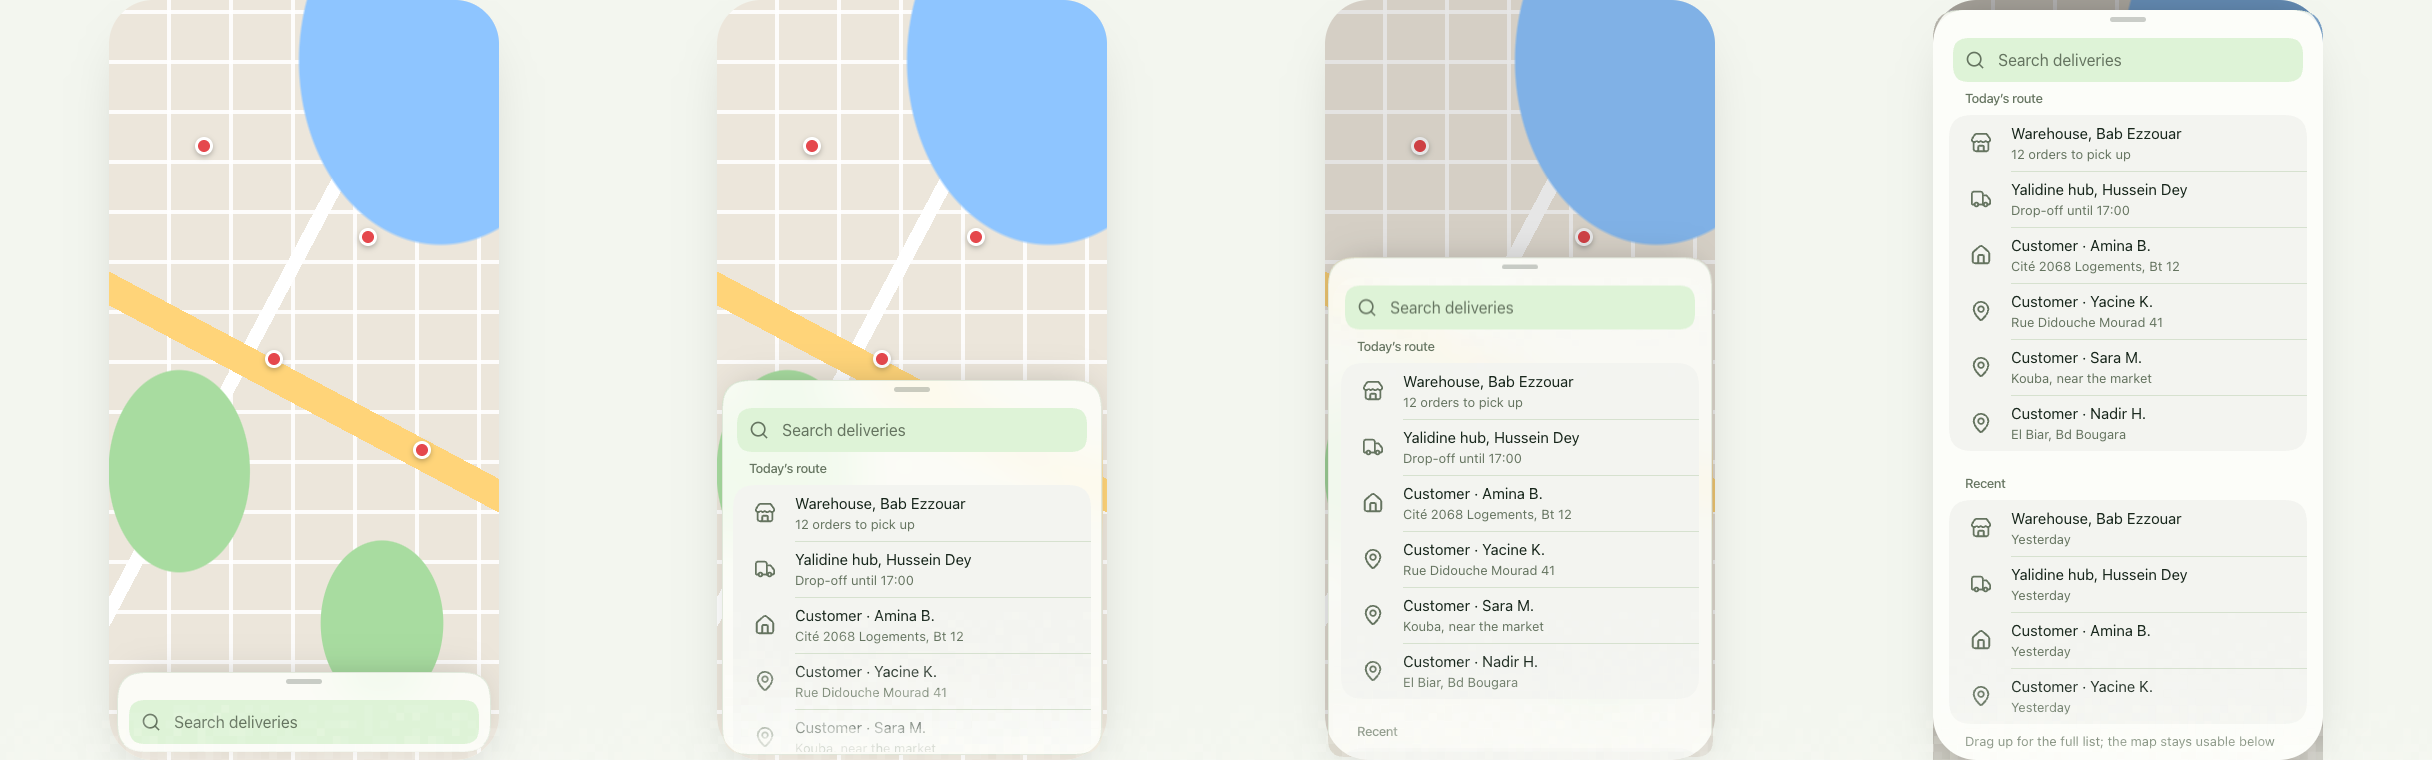 Search deliveries
Search deliveries
Today's route
Warehouse, Bab Ezzouar
12 orders to pick up
Yalidine hub, Hussein Dey
Drop-off until 17:00
Customer · Amina B.
Cité 2068 Logements, Bt 12
Customer · Yacine K.
Rue Didouche Mourad 41
Customer · Sara M.
Kouba, near the market
Search deliveries
Today's route
Warehouse, Bab Ezzouar
12 orders to pick up
Yalidine hub, Hussein Dey
Drop-off until 17:00
Customer · Amina B.
Cité 2068 Logements, Bt 12
Customer · Yacine K.
Rue Didouche Mourad 41
Customer · Sara M.
Kouba, near the market
Customer · Nadir H.
El Biar, Bd Bougara
Recent
Search deliveries
Today's route
Warehouse, Bab Ezzouar
12 orders to pick up
Yalidine hub, Hussein Dey
Drop-off until 17:00
Customer · Amina B.
Cité 2068 Logements, Bt 12
Customer · Yacine K.
Rue Didouche Mourad 41
Customer · Sara M.
Kouba, near the market
Customer · Nadir H.
El Biar, Bd Bougara
Recent
Warehouse, Bab Ezzouar
Yesterday
Yalidine hub, Hussein Dey
Yesterday
Customer · Amina B.
Yesterday
Customer · Yacine K.
Yesterday
Drag up for the full list; the map stays usable below